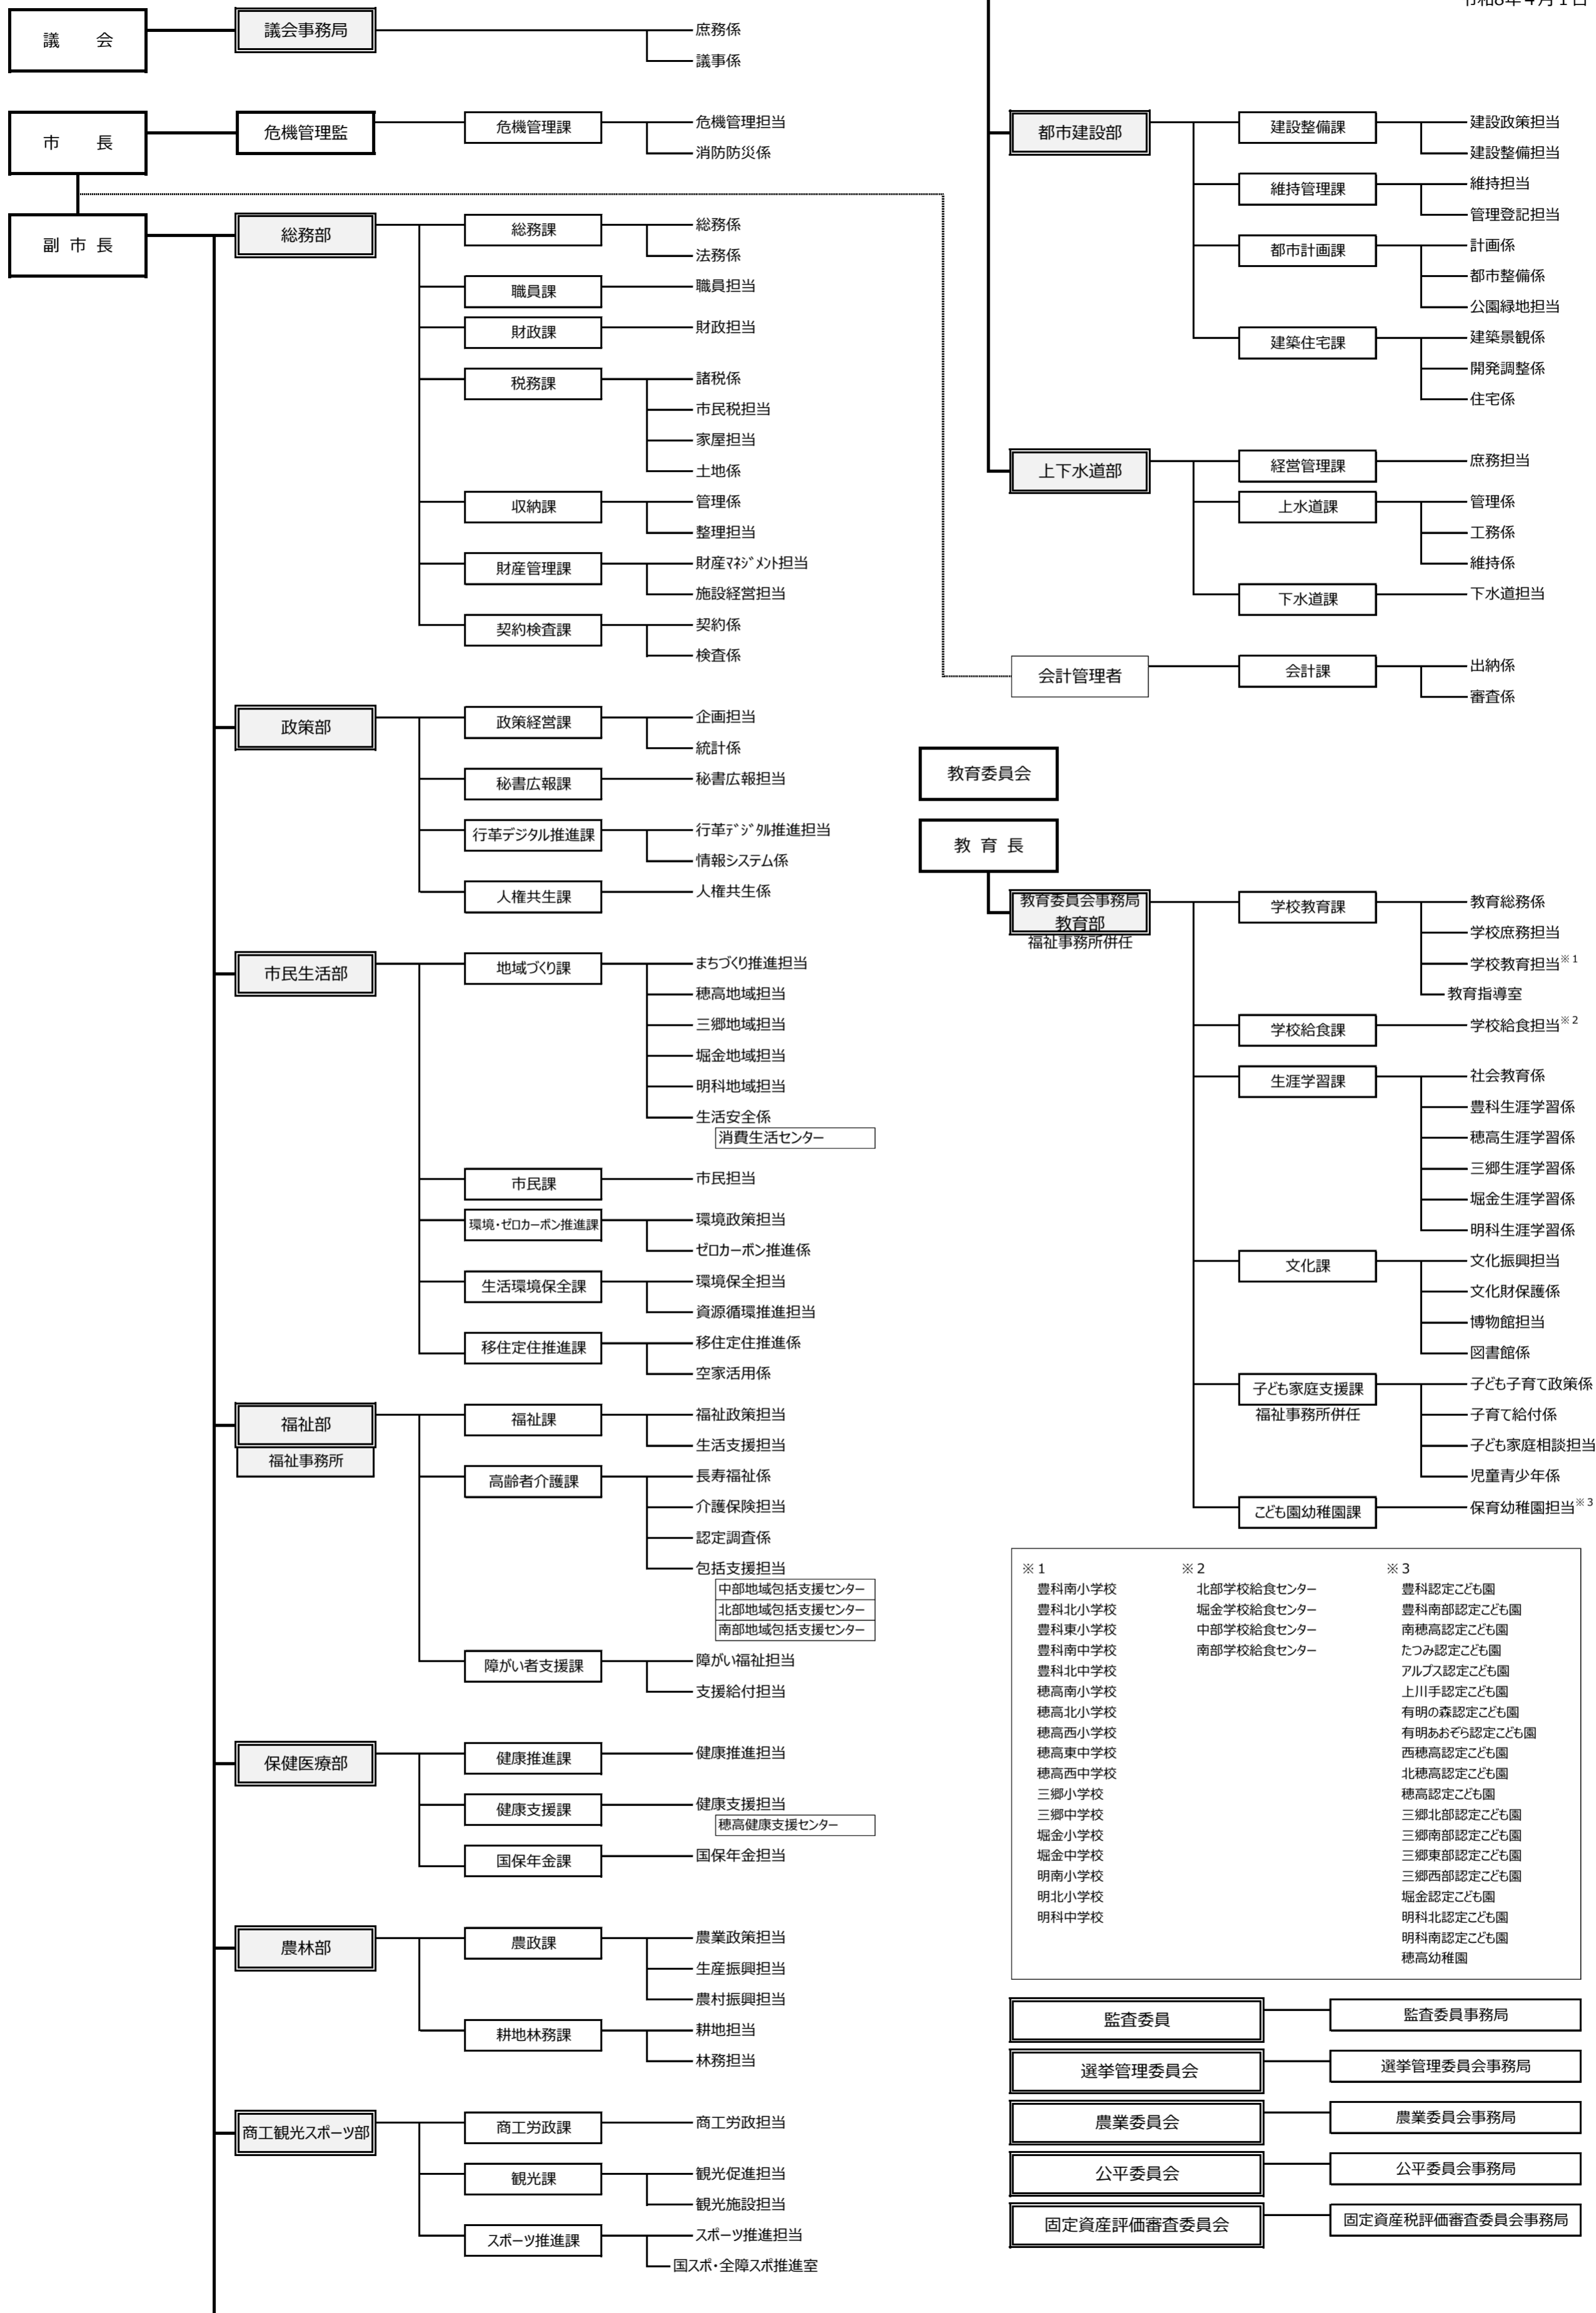 令和8年4月1日
議 会
議会事務局
庶務係
議事係
市 長
危機管理監
危機管理課
危機管理担当
消防防災係
副 市 長
総務部
総務課
総務係
法務係
職員課
職員担当
財政課
財政担当
税務課
諸税係
市民税担当
家屋担当
土地係
収納課
管理係
整理担当
財産管理課
財産ﾏﾈｼﾞﾒﾝﾄ担当
施設経営担当
契約検査課
契約係
検査係
政策部
政策経営課
企画担当
統計係
秘書広報課
秘書広報担当
行革デジタル推進課
行革ﾃﾞｼﾞﾀﾙ推進担当
情報システム係
人権共生課
人権共生係
市民生活部
地域づくり課
まちづくり推進担当
穂高地域担当
三郷地域担当
堀金地域担当
明科地域担当
生活安全係
消費生活センター
市民課
市民担当
環境・ゼロカーボン推進課
環境政策担当
ゼロカーボン推進係
生活環境保全課
環境保全担当
資源循環推進担当
移住定住推進課
移住定住推進係
空家活用係
福祉部
福祉事務所
福祉課
福祉政策担当
生活支援担当
高齢者介護課
長寿福祉係
介護保険担当
認定調査係
包括支援担当
中部地域包括支援センター
北部地域包括支援センター
南部地域包括支援センター
障がい者支援課
障がい福祉担当
支援給付担当
保健医療部
健康推進課
健康推進担当
健康支援課
健康支援担当
穂高健康支援センター
国保年金課
国保年金担当
農林部
農政課
農業政策担当
生産振興担当
農村振興担当
耕地林務課
耕地担当
林務担当
商工観光スポーツ部
商工労政課
商工労政担当
観光課
観光促進担当
観光施設担当
スポーツ推進課
スポーツ推進担当
国スポ・全障スポ推進室
都市建設部
建設整備課
建設政策担当
建設整備担当
維持管理課
維持担当
管理登記担当
都市計画課
計画係
都市整備係
公園緑地担当
建築住宅課
建築景観係
開発調整係
住宅係
上下水道部
経営管理課
庶務担当
上水道課
管理係
工務係
維持係
下水道課
下水道担当
会計管理者
会計課
出納係
審査係
教育委員会
教 育 長
教育委員会事務局
教育部
福祉事務所併任
学校教育課
教育総務係
学校庶務担当
学校教育担当※1
教育指導室
学校給食課
学校給食担当※2
生涯学習課
社会教育係
豊科生涯学習係
穂高生涯学習係
三郷生涯学習係
堀金生涯学習係
明科生涯学習係
文化課
文化振興担当
文化財保護係
博物館担当
図書館係
子ども家庭支援課
福祉事務所併任
子ども子育て政策係
子育て給付係
子ども家庭相談担当
児童青少年係
こども園幼稚園課
保育幼稚園担当※3
※1
豊科南小学校
豊科北小学校
豊科東小学校
豊科南中学校
豊科北中学校
穂高南小学校
穂高北小学校
穂高西小学校
穂高東中学校
穂高西中学校
三郷小学校
三郷中学校
堀金小学校
堀金中学校
明南小学校
明北小学校
明科中学校
※2
北部学校給食センター
堀金学校給食センター
中部学校給食センター
南部学校給食センター
※3
豊科認定こども園
豊科南部認定こども園
南穂高認定こども園
たつみ認定こども園
アルプス認定こども園
上川手認定こども園
有明の森認定こども園
有明あおぞら認定こども園
西穂高認定こども園
北穂高認定こども園
穂高認定こども園
三郷北部認定こども園
三郷南部認定こども園
三郷東部認定こども園
三郷西部認定こども園
堀金認定こども園
明科北認定こども園
明科南認定こども園
穂高幼稚園
監査委員
監査委員事務局
選挙管理委員会
選挙管理委員会事務局
農業委員会
農業委員会事務局
公平委員会
公平委員会事務局
固定資産評価審査委員会
固定資産税評価審査委員会事務局